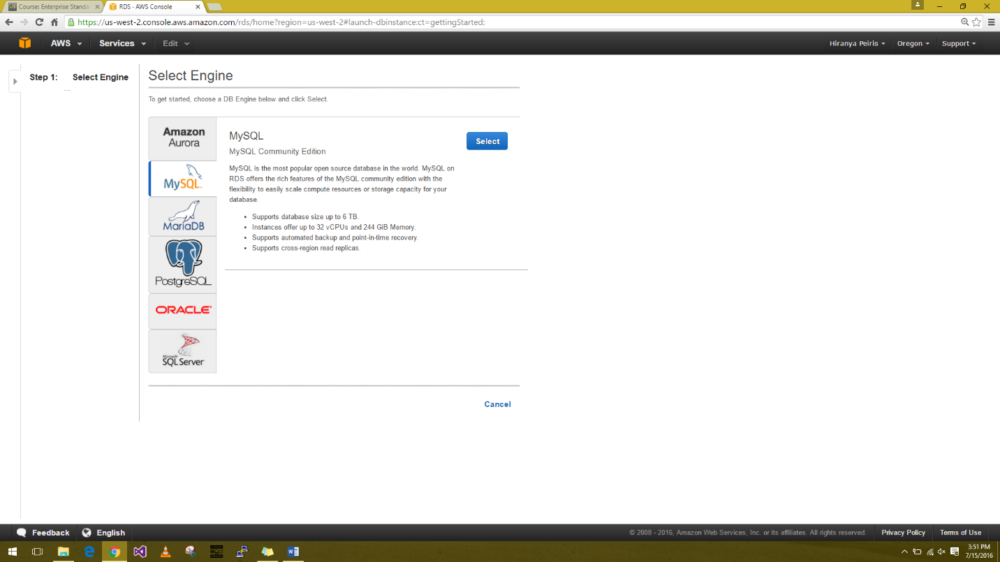 Course: Enterprise Standa
RDS · AWS Console
https://us-west-2.console.aws.amazon.com/rds/home?region=us-west-2#launch-dbinstance:ct=gettingStarted:
AWS
Services
Edit
Hiranya Peiris
Oregon
Support
Step 1: Select Engine
...
Select Engine
To get started, choose a DB Engine below and click Select.
Amazon
Aurora
MySQL™
MariaDB
PostgreSQL
ORACLE®
Microsoft®
SQL Server®
MySQL
Select
MySQL Community Edition
MySQL is the most popular open source database in the world. MySQL on
RDS offers the rich features of the MySQL community edition with the
flexibility to easily scale compute resources or storage capacity for your
database.
• Supports database size up to 6 TB.
• Instances offer up to 32 vCPUs and 244 GiB Memory.
• Supports automated backup and point-in-time recovery.
• Supports cross-region read replicas.
Cancel
Feedback
English
© 2008 - 2016, Amazon Web Services, Inc. or its affiliates. All rights reserved.
Privacy Policy
Terms of Use
3:51 PM
7/15/2016